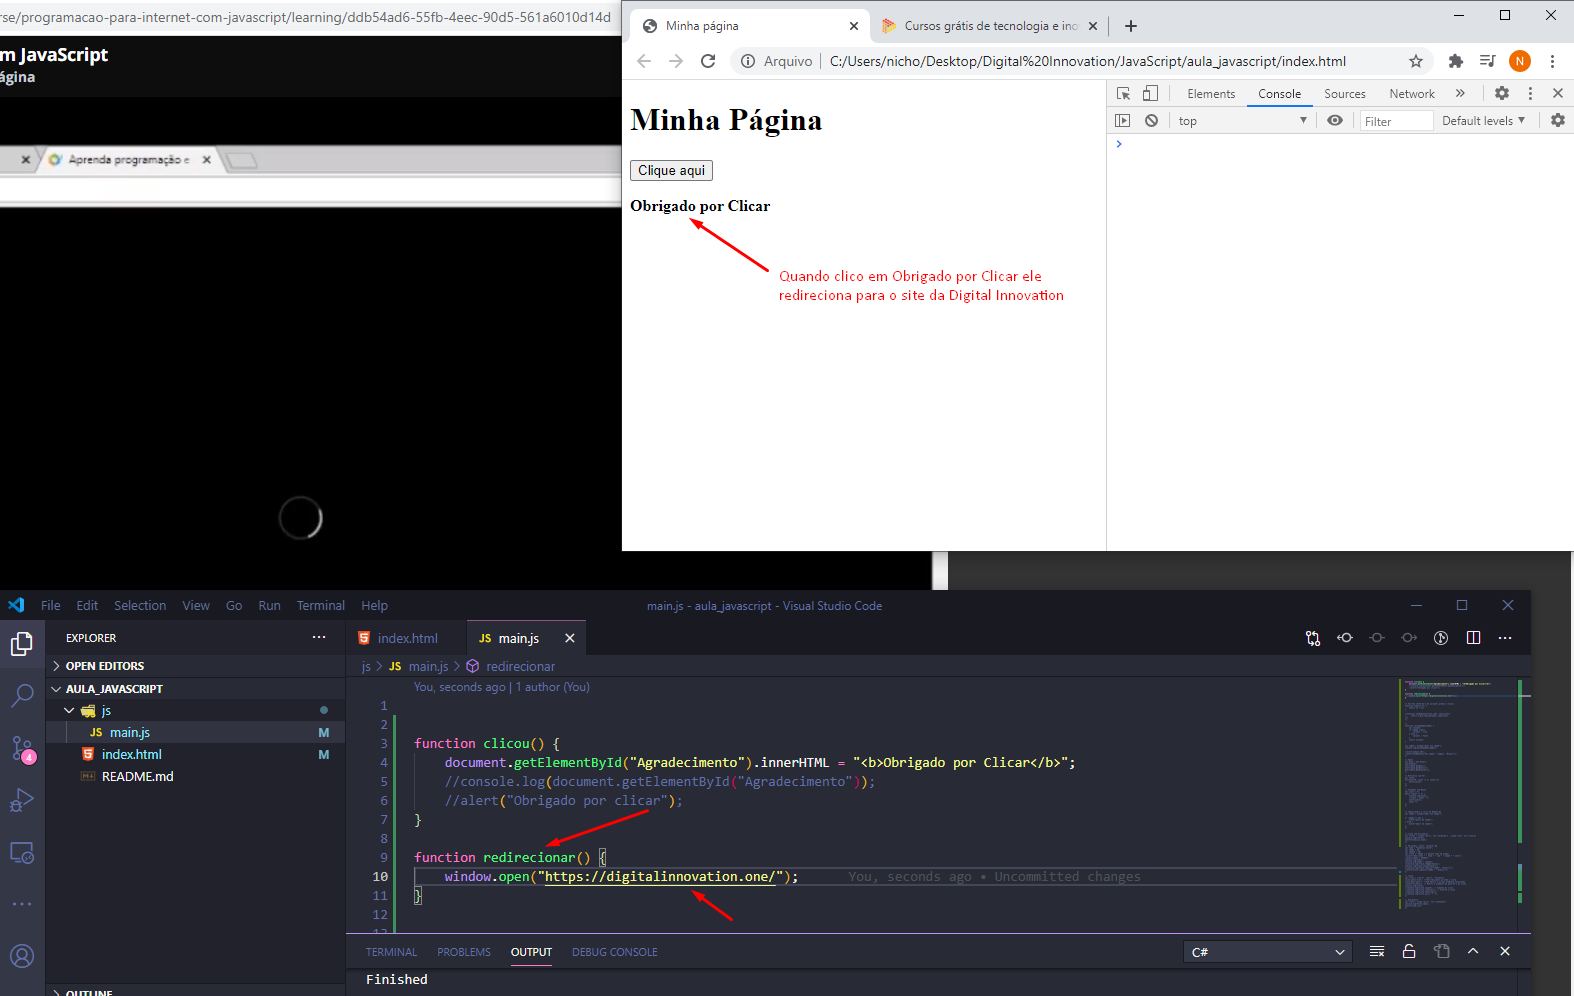 rse/programacao-para-internet-com-javascript/learning/ddb54ad6-55fb-4eec-90d5-561a6010d14d
m JavaScript
ágina
Aprenda programação e
Minha página
Cursos grátis de tecnologia e ino
Arquivo
C:/Users/nicho/Desktop/Digital%20Innovation/JavaScript/aula_javascript/index.html
N
Minha Página
Clique aqui
Obrigado por Clicar
Quando clico em Obrigado por Clicar ele
redireciona para o site da Digital Innovation
Elements Console Sources Network »
top
Filter
Default levels
File Edit Selection View Go Run Terminal Help
main.js - aula_javascript - Visual Studio Code
EXPLORER
OPEN EDITORS
AULA_JAVASCRIPT
js
JS main.js M
index.html M
README.md
OUTLINE
4
index.html
JS main.js
js > JS main.js > redirecionar
You, seconds ago | 1 author (You)
1
2
3 function clicou() {
4 document.getElementById("Agradecimento").innerHTML = "<b>Obrigado por Clicar</b>";
5 //console.log(document.getElementById("Agradecimento"));
6 //alert("Obrigado por clicar");
7 }
8
9 function redirecionar() {
10 window.open("https://digitalinnovation.one/"); You, seconds ago • Uncommitted changes
11 }
12
13
TERMINAL PROBLEMS OUTPUT DEBUG CONSOLE
C#
Finished